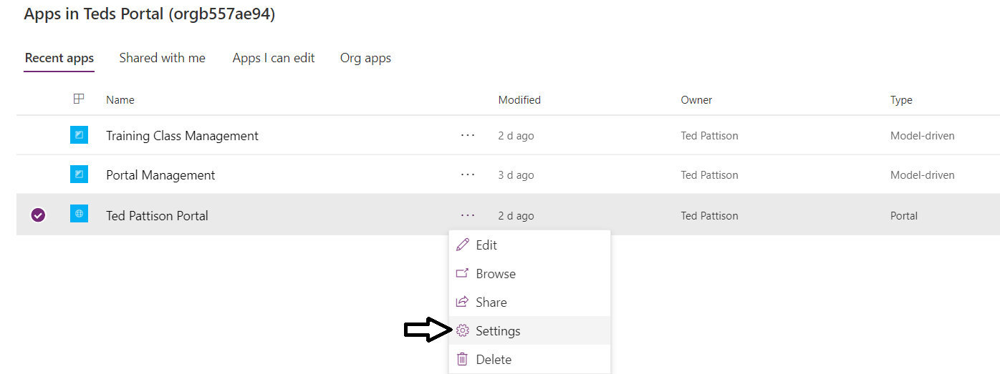 Apps in Teds Portal (orgb557ae94)
Recent apps Shared with me Apps I can edit Org apps
Name Modified Owner Type
Training Class Management ... 2 d ago Ted Pattison Model-driven
Portal Management ... 3 d ago Ted Pattison Model-driven
Ted Pattison Portal ... 2 d ago Ted Pattison Portal
Edit
Browse
Share
Settings
Delete